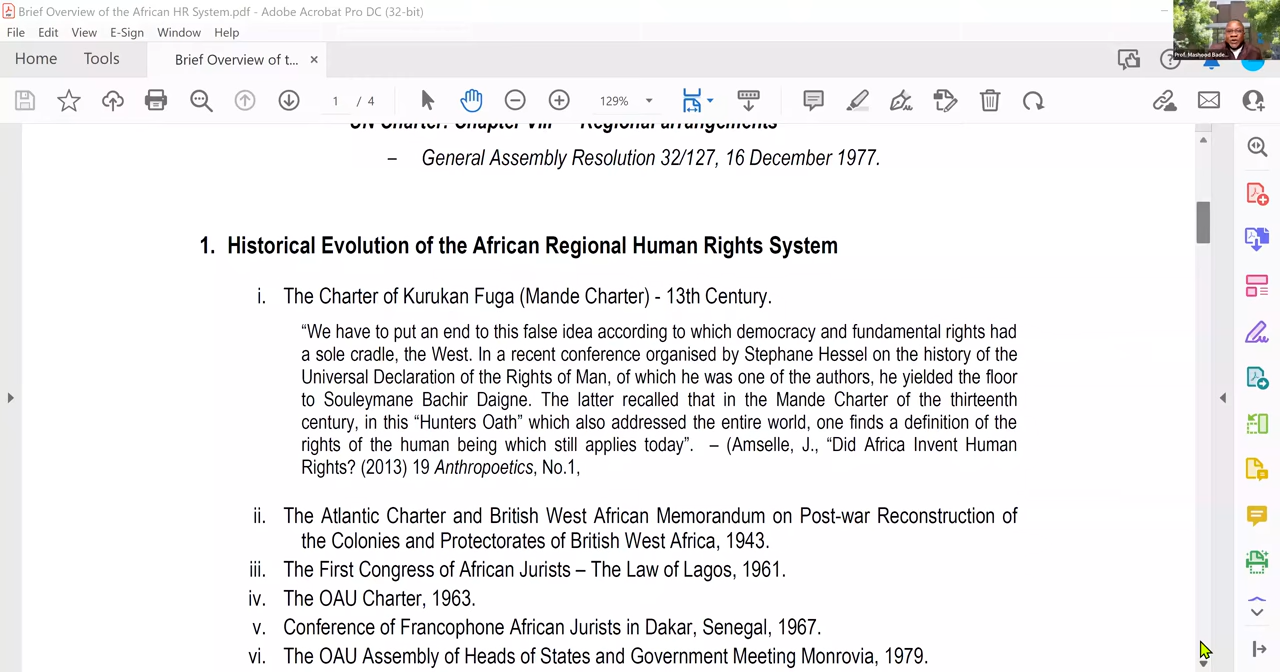 Brief Overview of the African HR System.pdf - Adobe Acrobat Pro DC (32-bit)
File Edit View E-Sign Window Help
Home Tools Brief Overview of t... ×
1 / 4 129%
UN Charter: Chapter VIII – Regional arrangements
– General Assembly Resolution 32/127, 16 December 1977.
1. Historical Evolution of the African Regional Human Rights System
i. The Charter of Kurukan Fuga (Mande Charter) - 13th Century.
“We have to put an end to this false idea according to which democracy and fundamental rights had
a sole cradle, the West. In a recent conference organised by Stephane Hessel on the history of the
Universal Declaration of the Rights of Man, of which he was one of the authors, he yielded the floor
to Souleymane Bachir Daigne. The latter recalled that in the Mande Charter of the thirteenth
century, in this “Hunters Oath” which also addressed the entire world, one finds a definition of the
rights of the human being which still applies today”. – (Amselle, J., “Did Africa Invent Human
Rights? (2013) 19 Anthropoetics, No.1,
ii. The Atlantic Charter and British West African Memorandum on Post-war Reconstruction of
the Colonies and Protectorates of British West Africa, 1943.
iii. The First Congress of African Jurists – The Law of Lagos, 1961.
iv. The OAU Charter, 1963.
v. Conference of Francophone African Jurists in Dakar, Senegal, 1967.
vi. The OAU Assembly of Heads of States and Government Meeting Monrovia, 1979.
Prof. Mashood Bade...